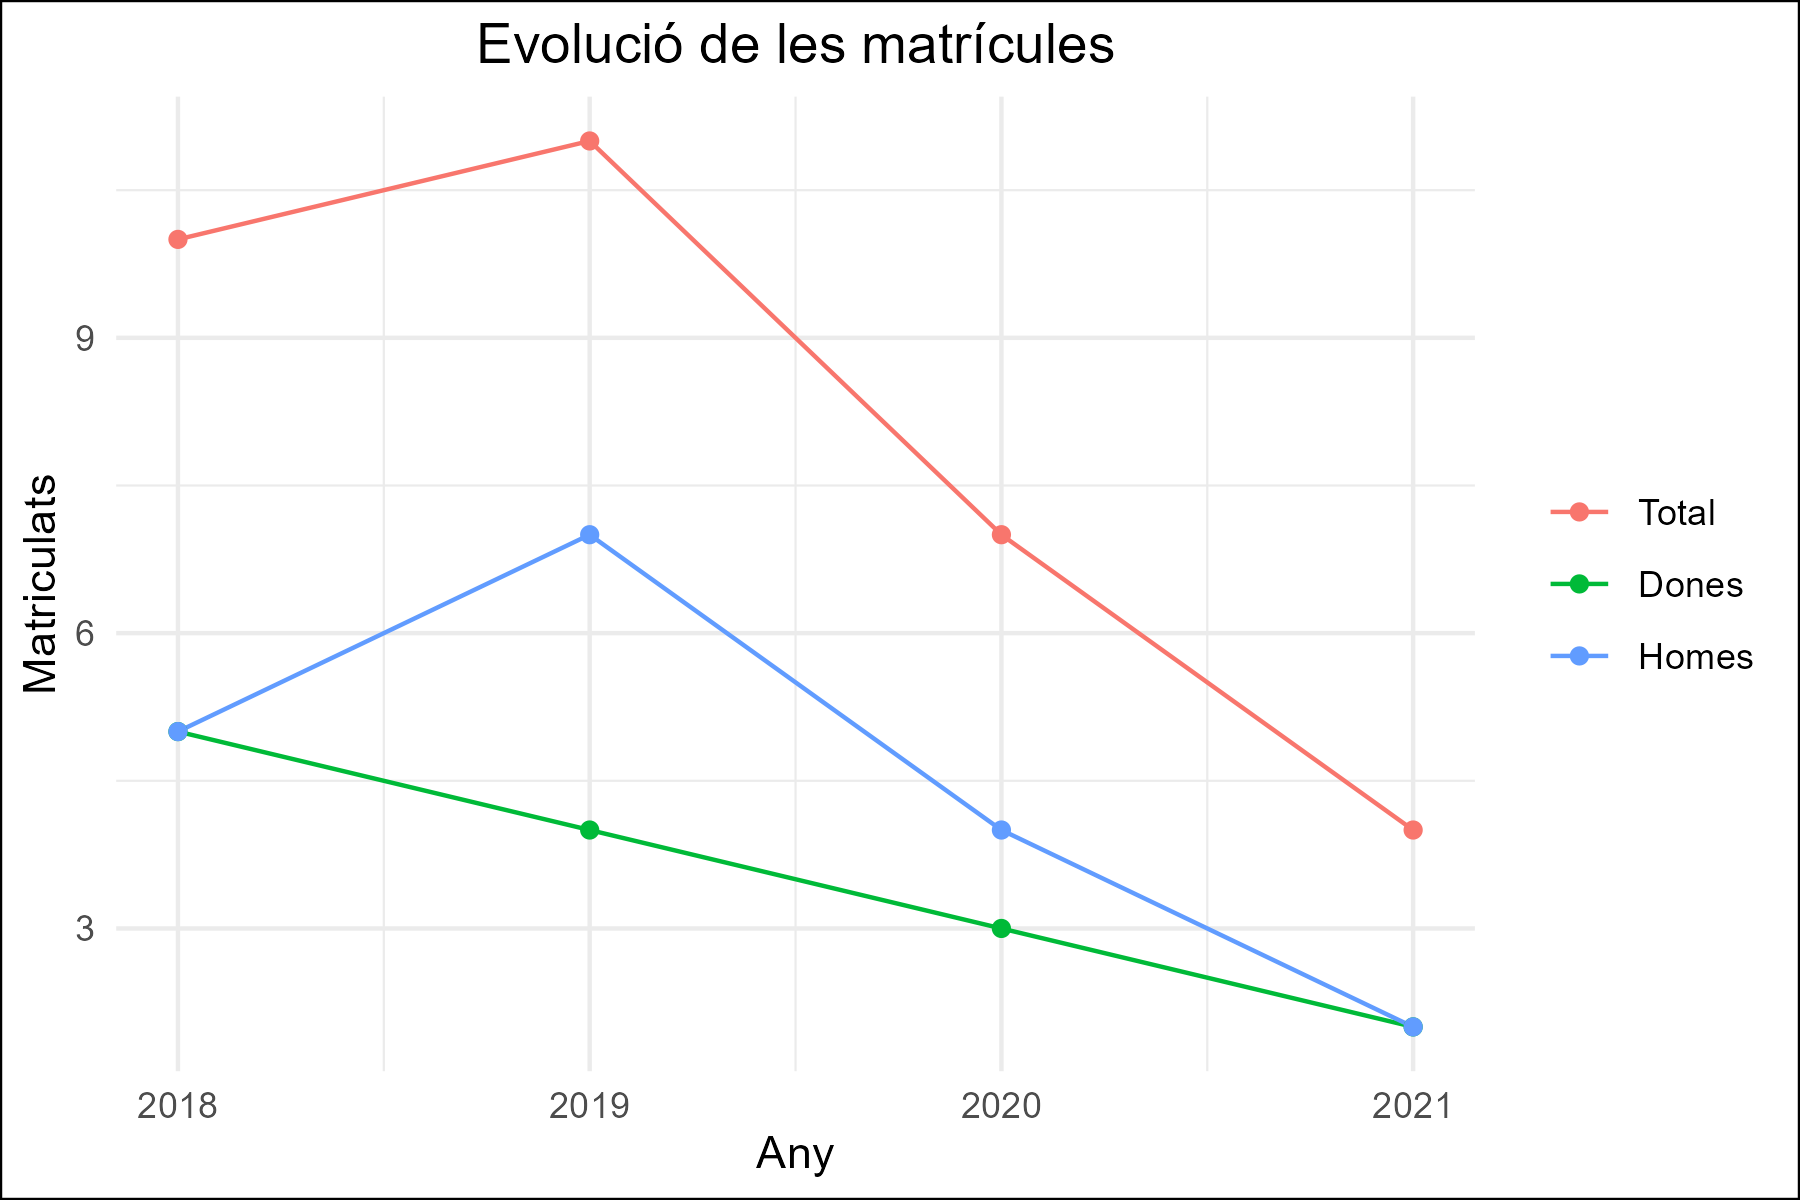 Evolució de les matrícules
Matriculats
9
6
3
2018 2019 2020 2021
Any
Total
Dones
Homes